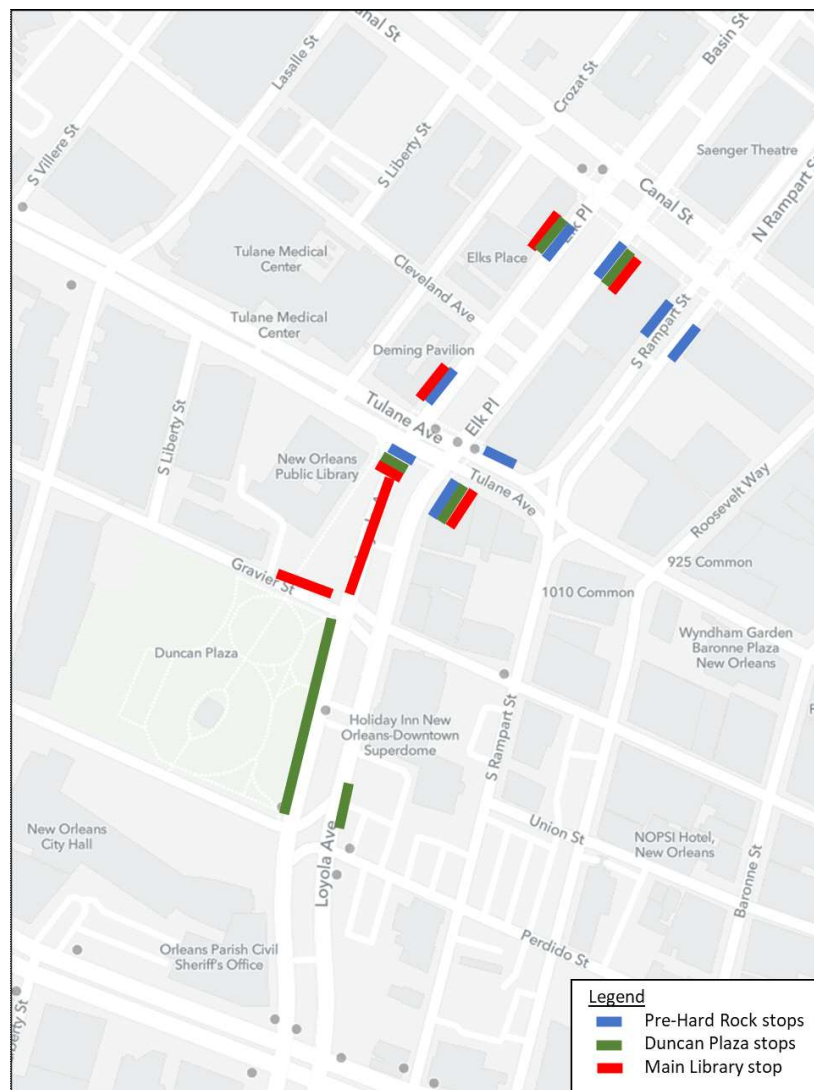 anal St
Basin St
Lasalle St
Crozat St
S Liberty St
Saenger Theatre
S Villere St
Canal St
N Rampart S
Elk Pl
Elks Place
Tulane Medical
Center
Cleveland Ave
Tulane Medical
Center
S Rampart St
Deming Pavilion
Tulane Ave
Elk Pl
S Liberty St
New Orleans
Public Library
Tulane Ave
Roosevelt Way
Gravier St
925 Common
1010 Common
Wyndham Garden
Baronne Plaza
New Orleans
Duncan Plaza
Holiday Inn New
Orleans-Downtown
Superdome
S Rampart St
New Orleans
City Hall
Loyola Ave
Union St
NOPSI Hotel,
New Orleans
Baronne St
Perdido St
Orleans Parish Civil
Sheriff's Office
Liberty St
Legend
Pre-Hard Rock stops
Duncan Plaza stops
Main Library stop